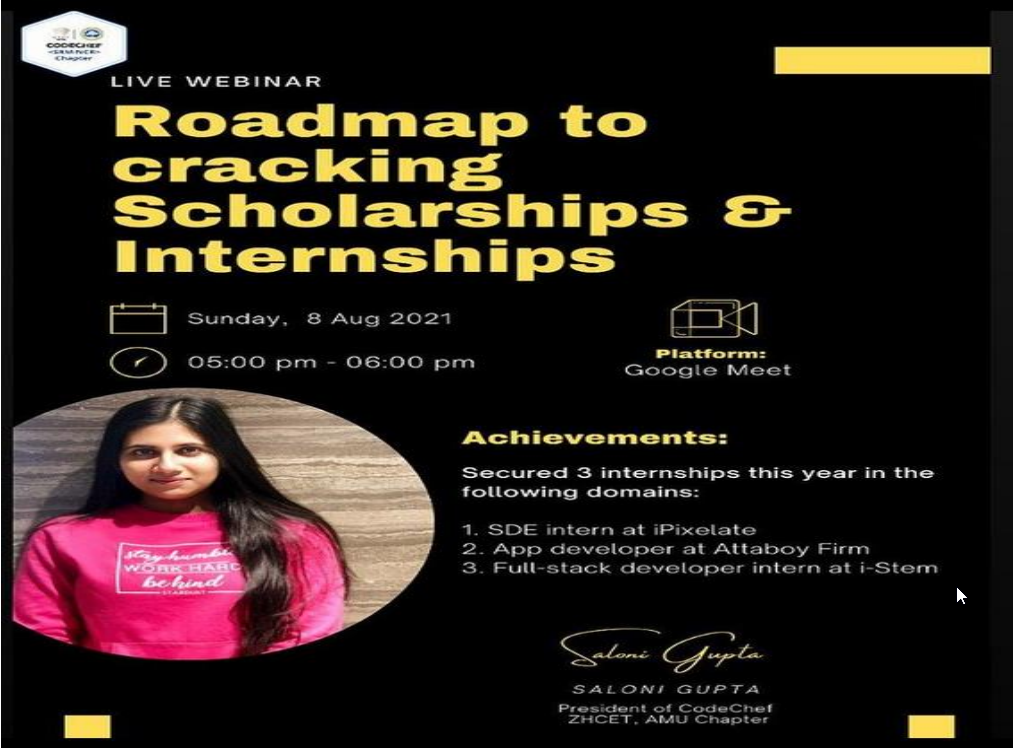 CODECHEF
<SRM NCR>
Chapter
LIVE WEBINAR
Roadmap to
cracking
Scholarships &
Internships
Sunday, 8 Aug 2021
05:00 pm - 06:00 pm
Platform:
Google Meet
Achievements:
Secured 3 internships this year in the
following domains:
1. SDE intern at iPixelate
2. App developer at Attaboy Firm
3. Full-stack developer intern at i-Stem
stay humble
WORK HARD
be kind
STARDUST
Saloni Gupta
SALONI GUPTA
President of CodeChef
ZHCET, AMU Chapter